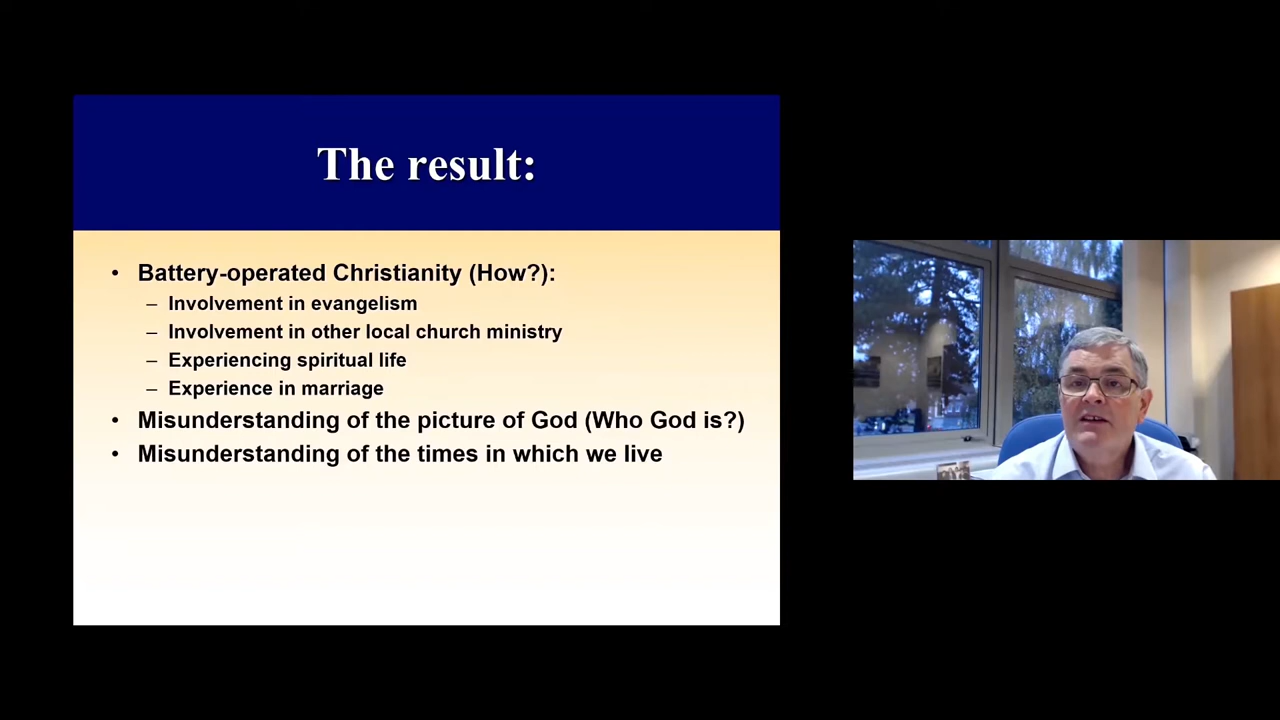 The result:
• Battery-operated Christianity (How?):
– Involvement in evangelism
– Involvement in other local church ministry
– Experiencing spiritual life
– Experience in marriage
• Misunderstanding of the picture of God (Who God is?)
• Misunderstanding of the times in which we live